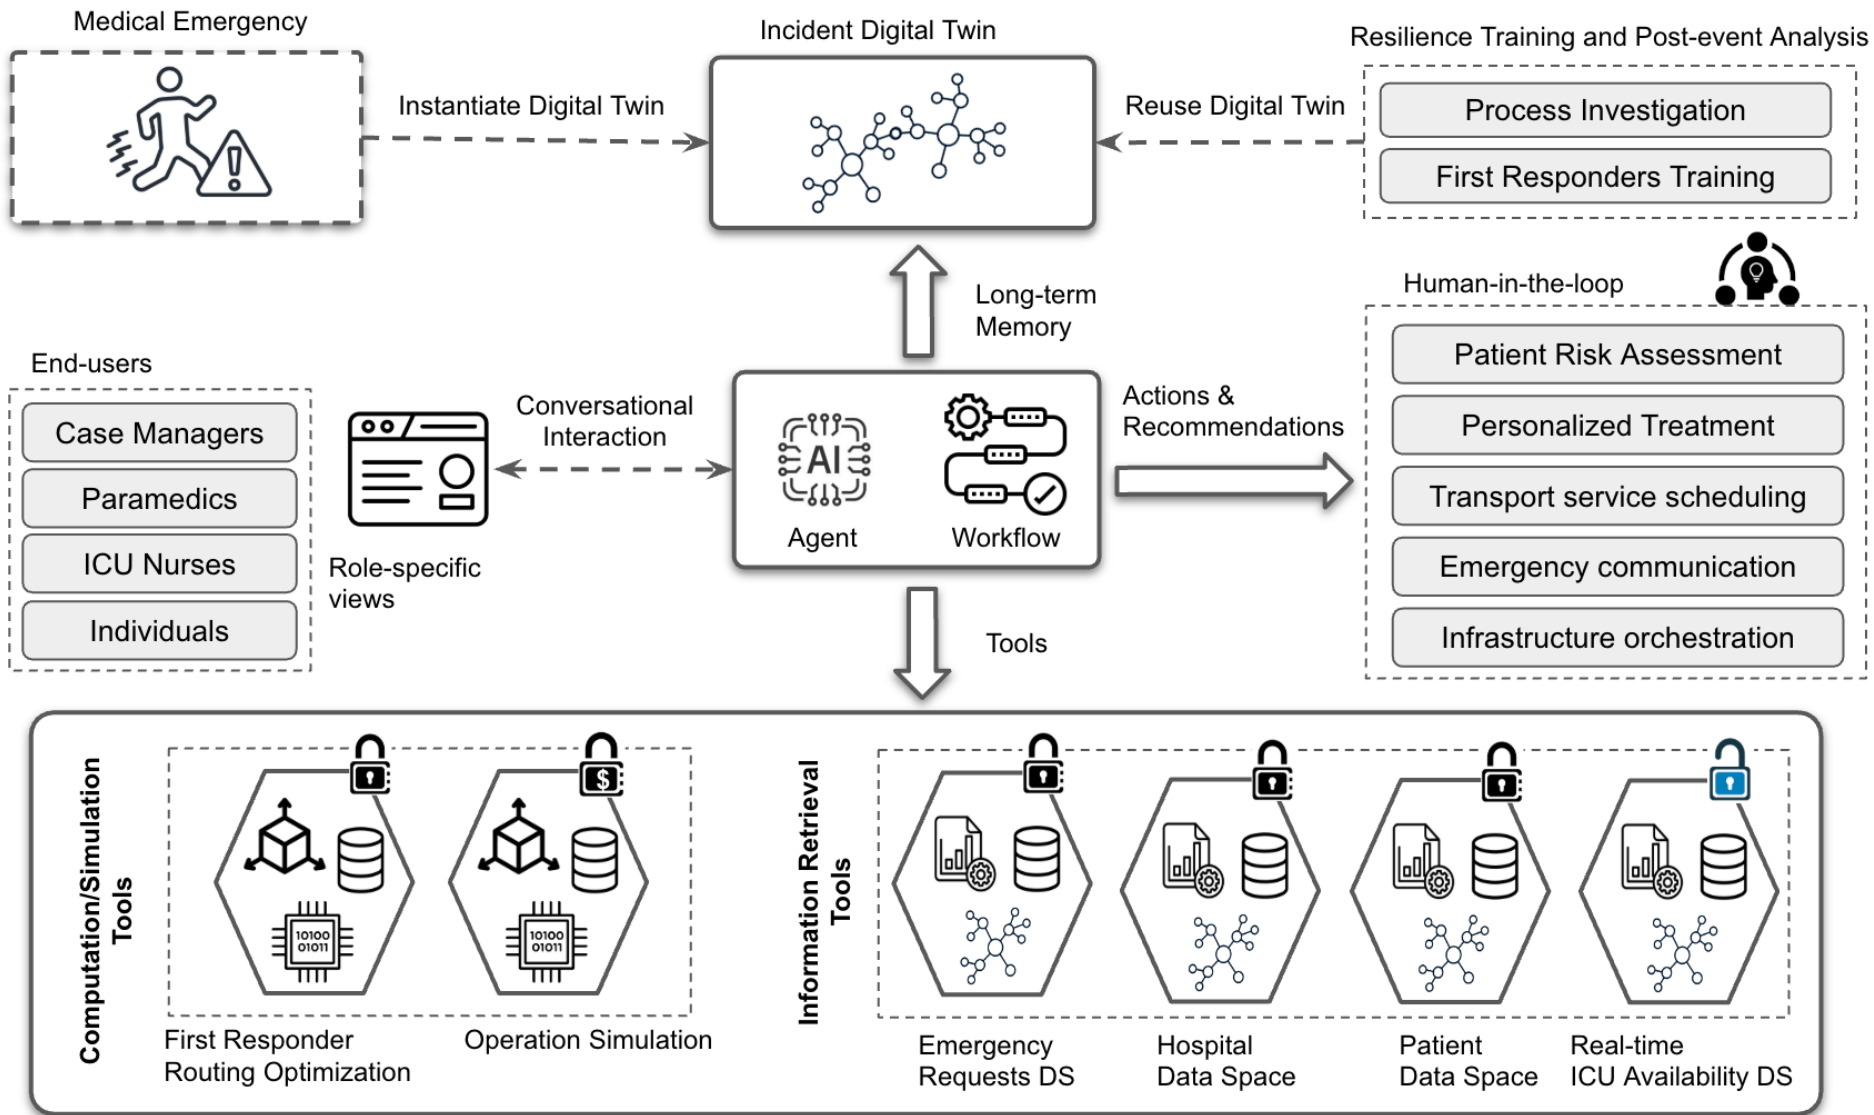 Medical Emergency
Incident Digital Twin
Resilience Training and Post-event Analysis
Instantiate Digital Twin
Reuse Digital Twin
Process Investigation
First Responders Training
Long-term
Memory
Human-in-the-loop
Patient Risk Assessment
Personalized Treatment
Transport service scheduling
Emergency communication
Infrastructure orchestration
End-users
Case Managers
Paramedics
ICU Nurses
Individuals
Role-specific
views
Conversational
Interaction
AI
Agent
Workflow
Actions &
Recommendations
Tools
Computation/Simulation
Tools
10100
01011
First Responder
Routing Optimization
$
10100
01011
Operation Simulation
Information Retrieval
Tools
Emergency
Requests DS
Hospital
Data Space
Patient
Data Space
Real-time
ICU Availability DS